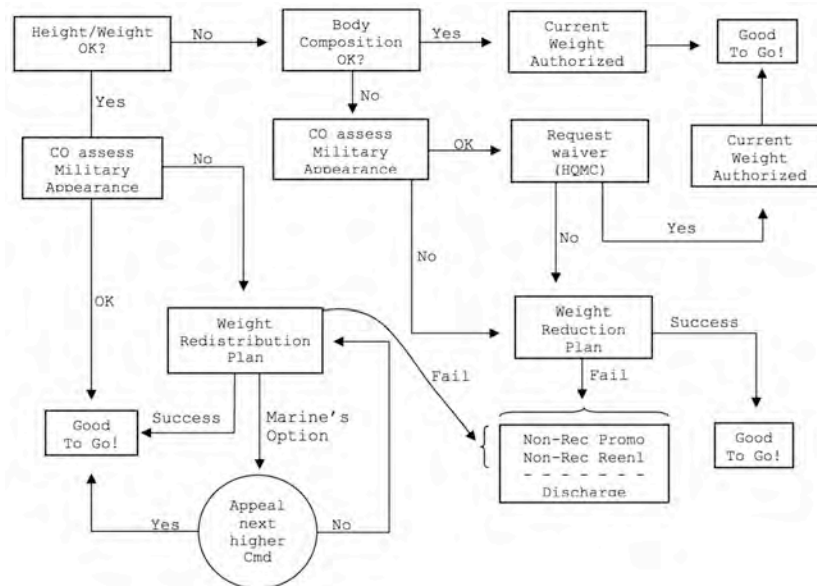 Height/Weight
OK?
No
Body
Composition
OK?
Yes
Current
Weight
Authorized
Good
To Go!
Yes
No
CO assess
Military
Appearance
No
CO assess
Military
Appearance
OK
Request
waiver
(HQMC)
Current
Weight
Authorized
No
No
Yes
OK
Weight
Redistribution
Plan
Weight
Reduction
Plan
Success
Fail
Fail
Good
To Go!
Success
Marine's
Option
Non-Rec Promo
Non-Rec Reenl
- - - - - - -
Discharge
Good
To Go!
Yes
Appeal
next
higher
Cmd
No